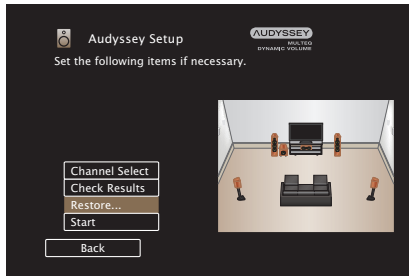 Audyssey Setup
AUDYSSEY
MULTEQ
DYNAMIC VOLUME
Set the following items if necessary.
Channel Select
Check Results
Restore...
Start
Back